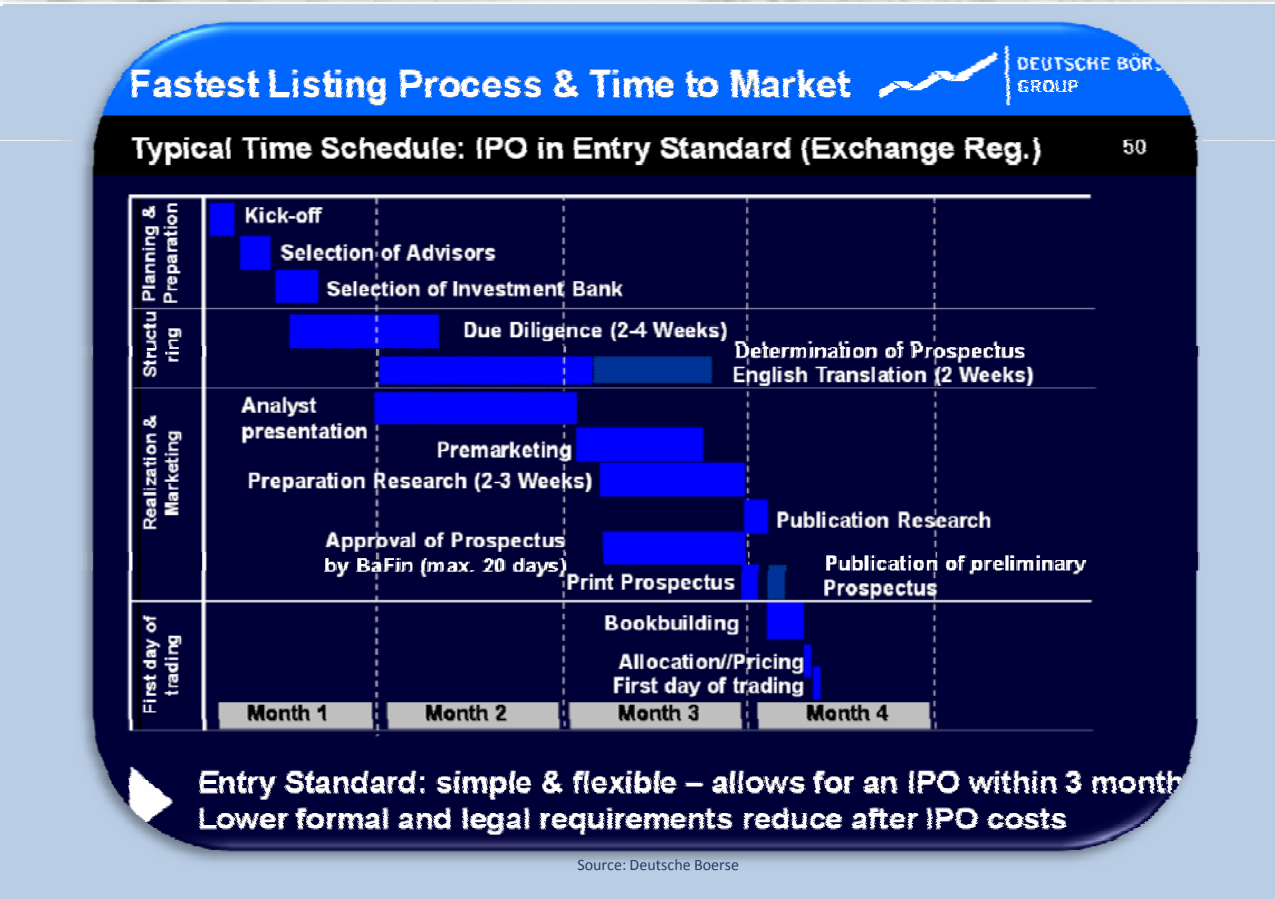 Fastest Listing Process & Time to Market
DEUTSCHE BÖRS
GROUP
Typical Time Schedule: IPO in Entry Standard (Exchange Reg.)
50
Planning &
Preparation
Kick-off
Selection of Advisors
Selection of Investment Bank
Structu
ring
Due Diligence (2-4 Weeks)
Determination of Prospectus
English Translation (2 Weeks)
Realization &
Marketing
Analyst
presentation
Premarketing
Preparation Research (2-3 Weeks)
Publication Research
Approval of Prospectus
by BaFin (max. 20 days)
Publication of preliminary
Prospectus
Print Prospectus
First day of
trading
Bookbuilding
Allocation//Pricing
First day of trading
Month 1
Month 2
Month 3
Month 4
Entry Standard: simple & flexible – allows for an IPO within 3 month
Lower formal and legal requirements reduce after IPO costs
Source: Deutsche Boerse